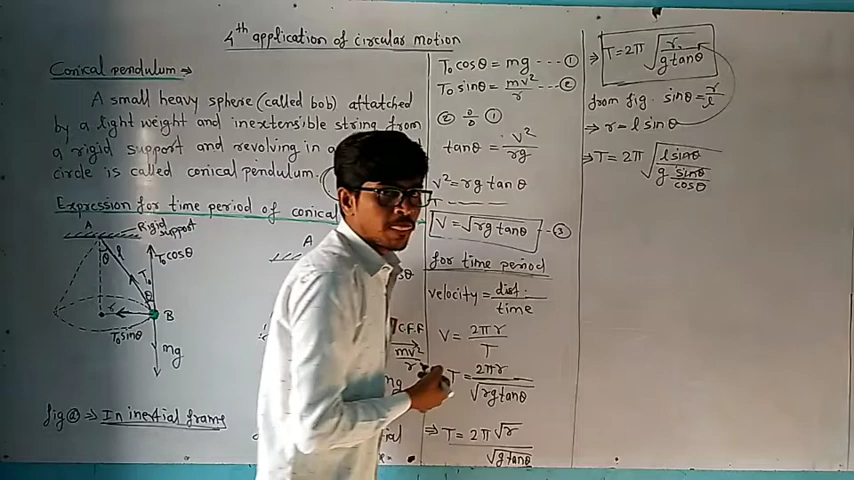 4th application of circular motion
Conical pendulum →
A small heavy sphere (called bob) attatched
by a light weight and inextensible string from
a rigid support and revolving in a
circle is called conical pendulum.
Expression for time period of conical
A Rigid support
θ l T₀cosθ
T₀ θ
r B
T₀sinθ
mg
fig ⓐ ⇒ In inertial frame
A
C.F.F
mv²/r
mg
T₀cosθ = mg ---- ①
T₀sinθ = mv²/r --- ②
② ÷ ①
tanθ = v²/rg
v² = rg tanθ
V = √rg tanθ - ③
for time period
velocity = dist./time
V = 2πr/T
T = 2πr/√rg tanθ
⇒ T = 2π√r/√g tanθ
⇒ T = 2π √r/g tanθ
from fig. sinθ = r/l
⇒ r = l sinθ
⇒ T = 2π √l sinθ/g sinθ/cosθ